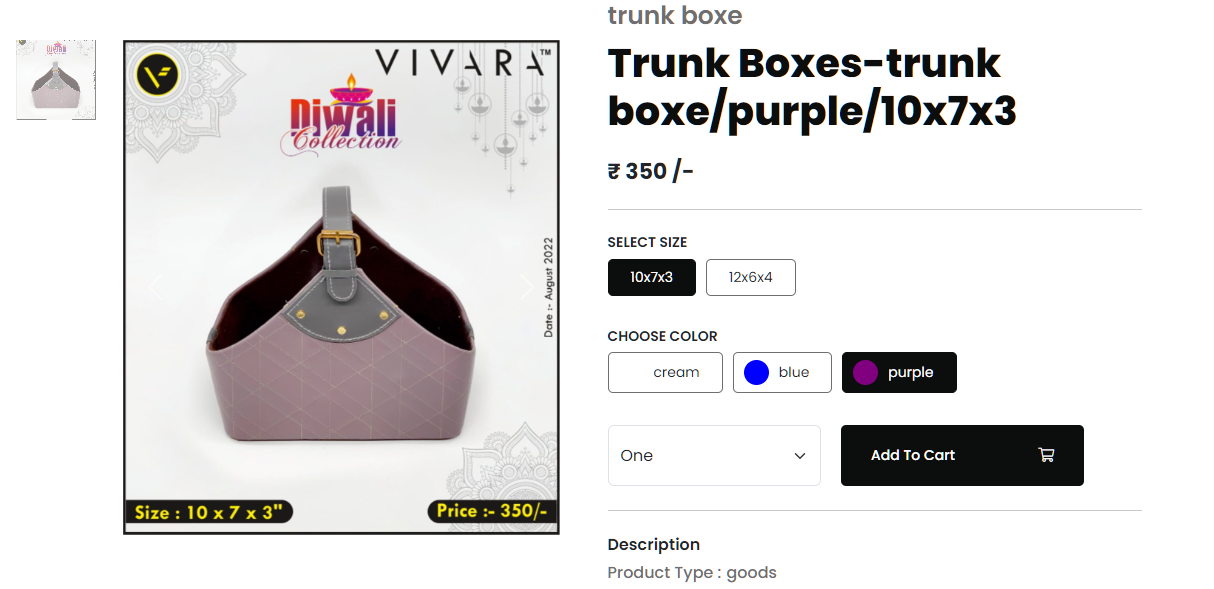 trunk boxe
Trunk Boxes-trunk
boxe/purple/10x7x3
₹ 350 /-
VIVARA™
Diwali
Collection
Date :- August 2022
Size : 10 x 7 x 3"
Price :- 350/-
SELECT SIZE
10x7x3 12x6x4
CHOOSE COLOR
cream blue purple
One Add To Cart
Description
Product Type : goods